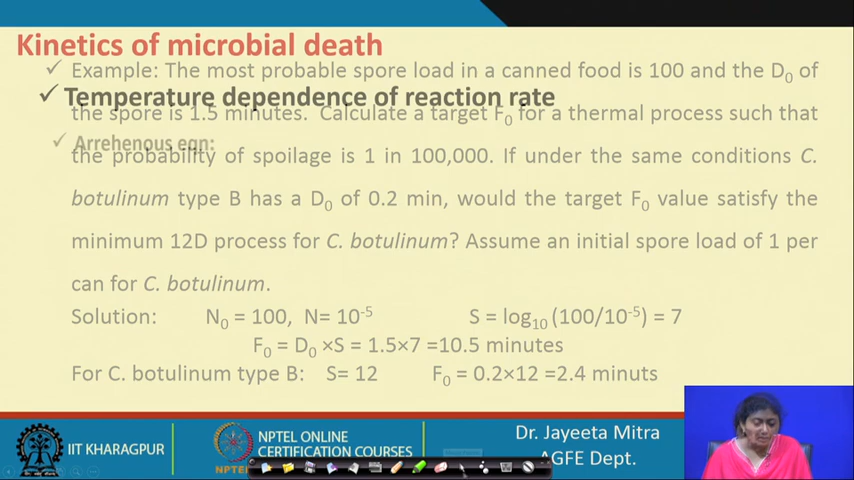 Kinetics of microbial death
✓ Example: The most probable spore load in a canned food is 100 and the D0 of
✓ Temperature dependence of reaction rate
the spore is 1.5 minutes. Calculate a target F0 for a thermal process such that
✓ Arrehenous eqn:
the probability of spoilage is 1 in 100,000. If under the same conditions C.
botulinum type B has a D0 of 0.2 min, would the target F0 value satisfy the
minimum 12D process for C. botulinum? Assume an initial spore load of 1 per
can for C. botulinum.
Solution: N0 = 100, N= 10-5 S = log10 (100/10-5) = 7
F0 = D0 ×S = 1.5×7 =10.5 minutes
For C. botulinum type B: S= 12 F0 = 0.2×12 =2.4 minuts
IIT KHARAGPUR
NPTEL
NPTEL ONLINE
CERTIFICATION COURSES
Dr. Jayeeta Mitra
AGFE Dept.